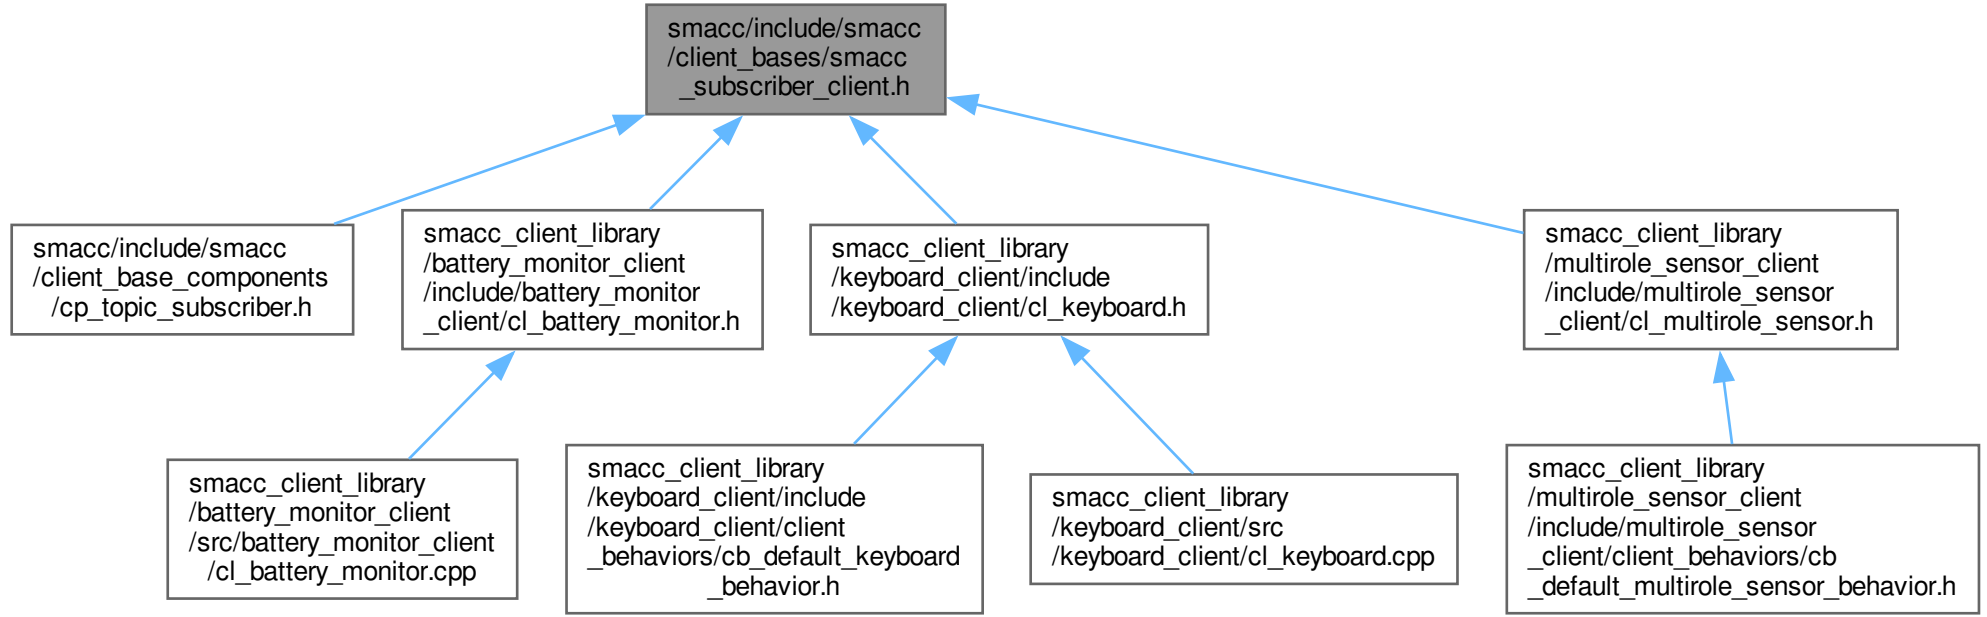 smacc/include/smacc
/client_bases/smacc
_subscriber_client.h
smacc/include/smacc
/client_base_components
/cp_topic_subscriber.h
smacc_client_library
/battery_monitor_client
/include/battery_monitor
_client/cl_battery_monitor.h
smacc_client_library
/keyboard_client/include
/keyboard_client/cl_keyboard.h
smacc_client_library
/multirole_sensor_client
/include/multirole_sensor
_client/cl_multirole_sensor.h
smacc_client_library
/battery_monitor_client
/src/battery_monitor_client
/cl_battery_monitor.cpp
smacc_client_library
/keyboard_client/include
/keyboard_client/client
_behaviors/cb_default_keyboard
_behavior.h
smacc_client_library
/keyboard_client/src
/keyboard_client/cl_keyboard.cpp
smacc_client_library
/multirole_sensor_client
/include/multirole_sensor
_client/client_behaviors/cb
_default_multirole_sensor_behavior.h